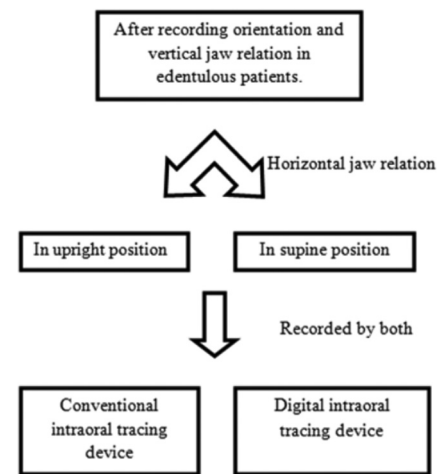 After recording orientation and
vertical jaw relation in
edentulous patients.
Horizontal jaw relation
In upright position
In supine position
Recorded by both
Conventional
intraoral tracing
device
Digital intraoral
tracing device